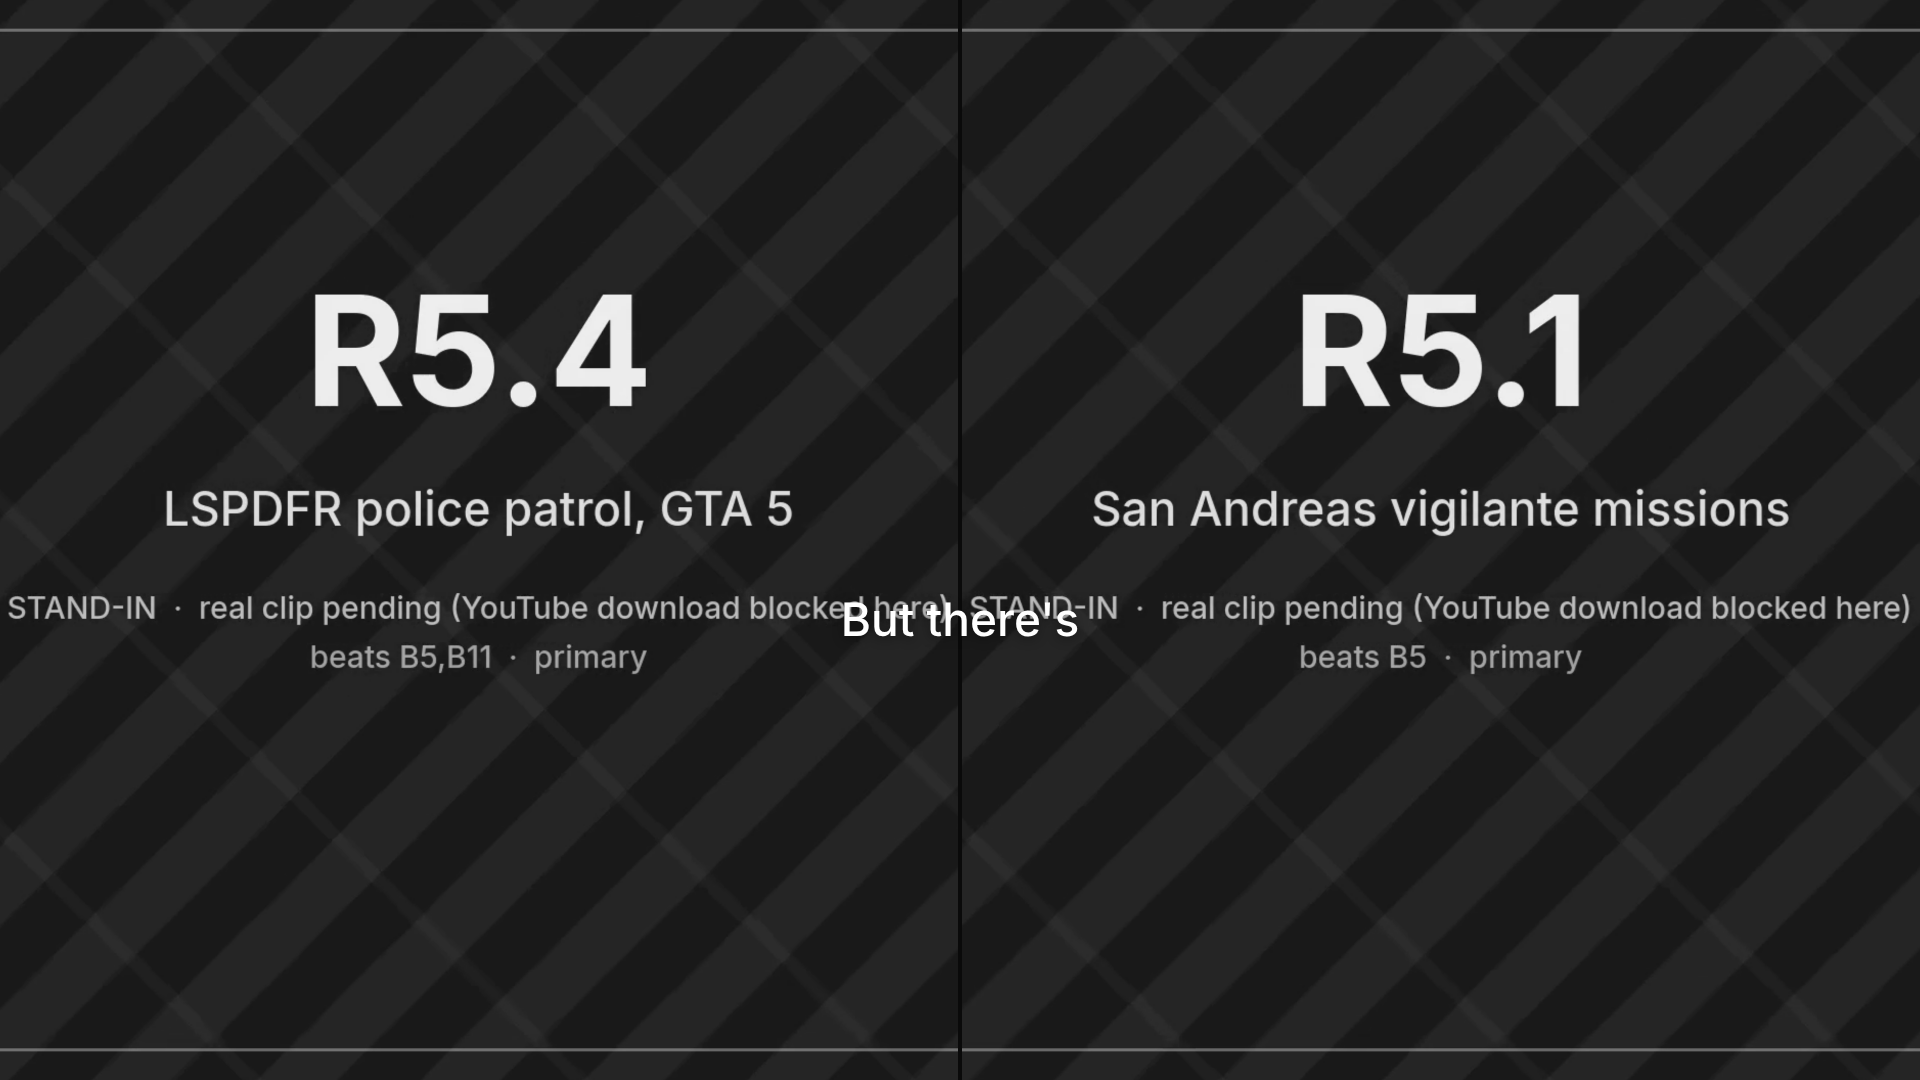 R5.4
LSPDFR police patrol, GTA 5
STAND-IN · real clip pending (YouTube download blocked here)
beats B5,B11 · primary
But there's
R5.1
San Andreas vigilante missions
STAND-IN · real clip pending (YouTube download blocked here)
beats B5 · primary